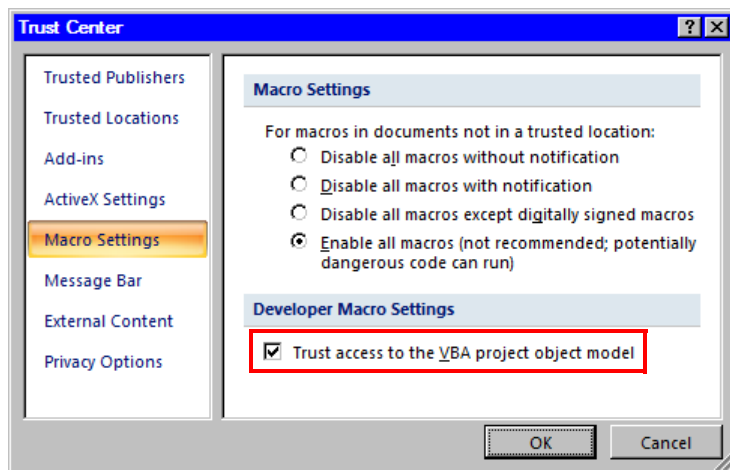 Trust Center
Trusted Publishers
Trusted Locations
Add-ins
ActiveX Settings
Macro Settings
Message Bar
External Content
Privacy Options
Macro Settings
For macros in documents not in a trusted location:
Disable all macros without notification
Disable all macros with notification
Disable all macros except digitally signed macros
Enable all macros (not recommended; potentially
dangerous code can run)
Developer Macro Settings
Trust access to the VBA project object model
OK
Cancel